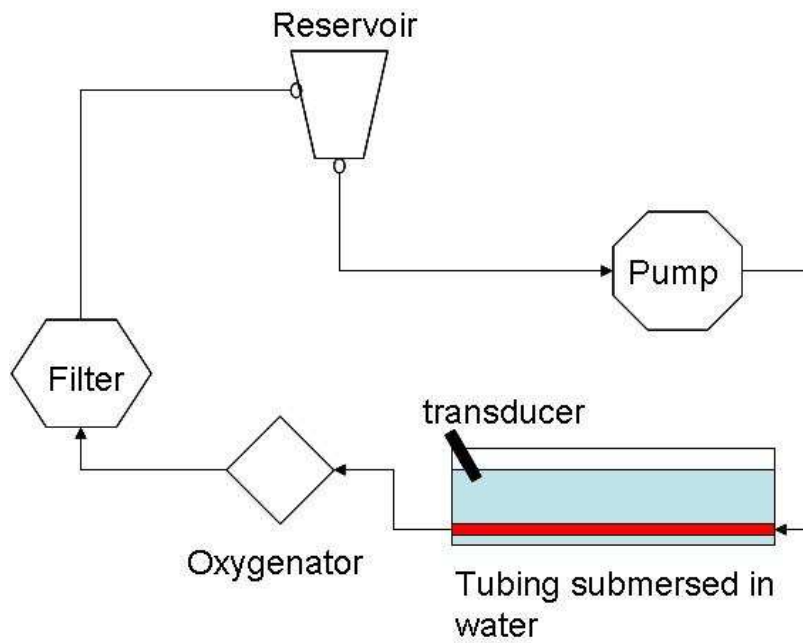 Reservoir
Pump
Filter
transducer
Oxygenator
Tubing submersed in
water